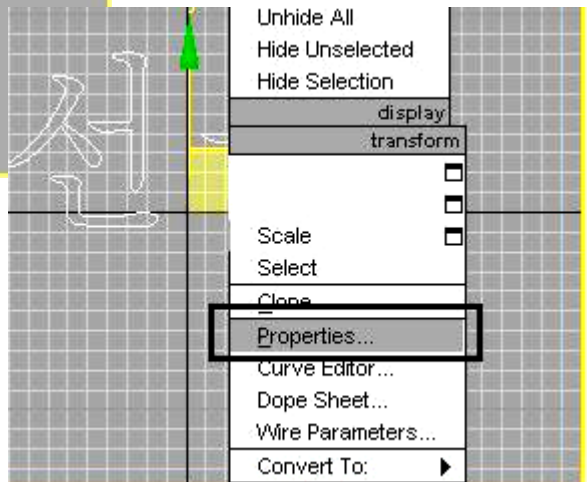 Unhide All
Hide Unselected
Hide Selection
display
transform
Scale
Select
Clone
Properties...
Curve Editor...
Dope Sheet...
Wire Parameters...
Convert To:
전